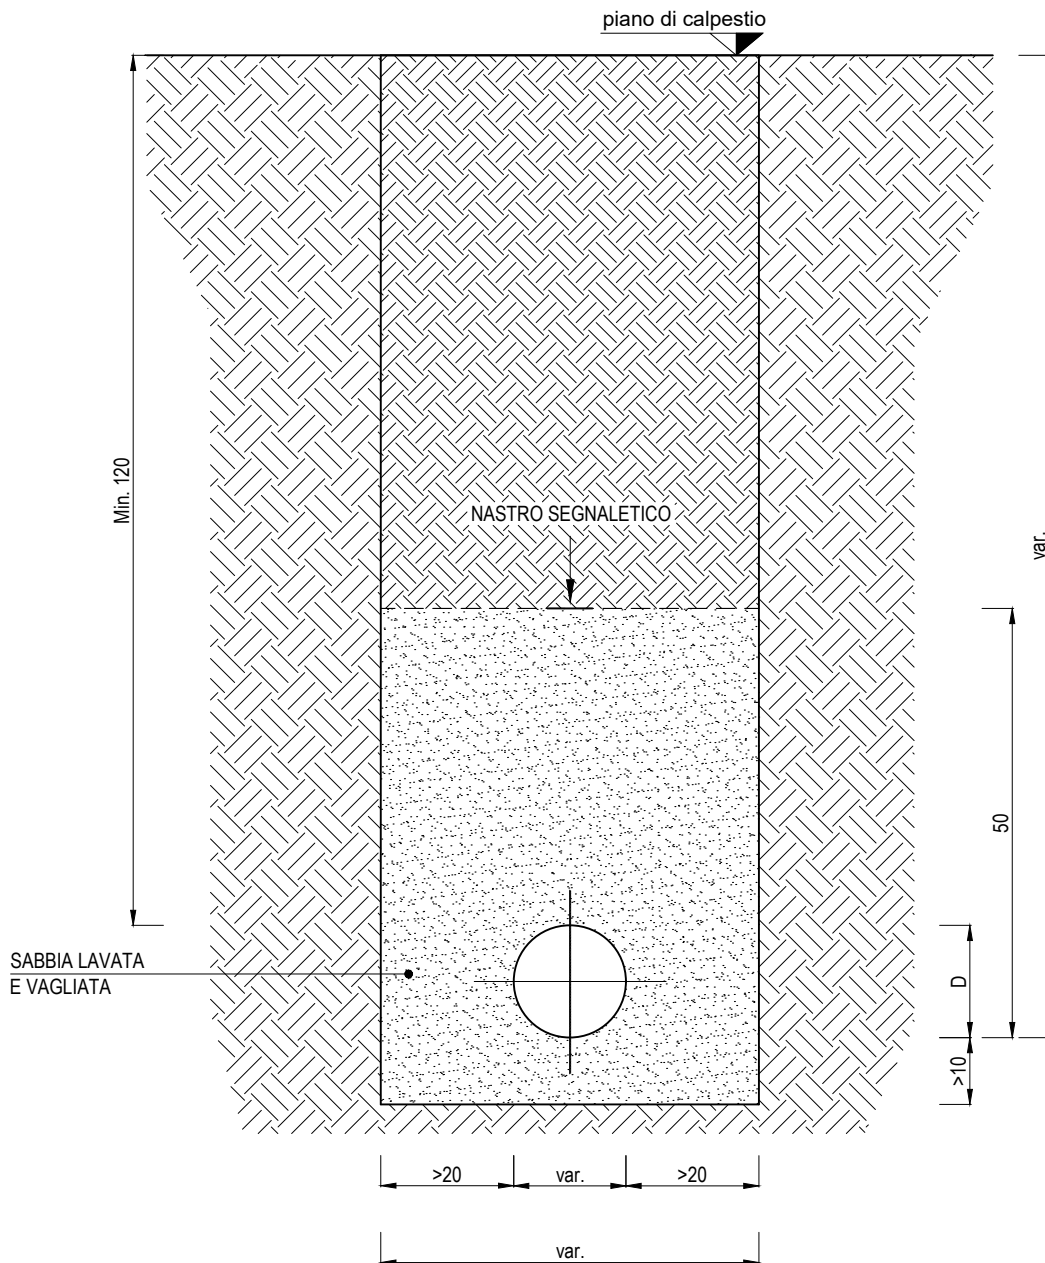 piano di calpestio
Min. 120
NASTRO SEGNALETICO
var.
50
SABBIA LAVATA
E VAGLIATA
D
>10
>20
var.
>20
var.